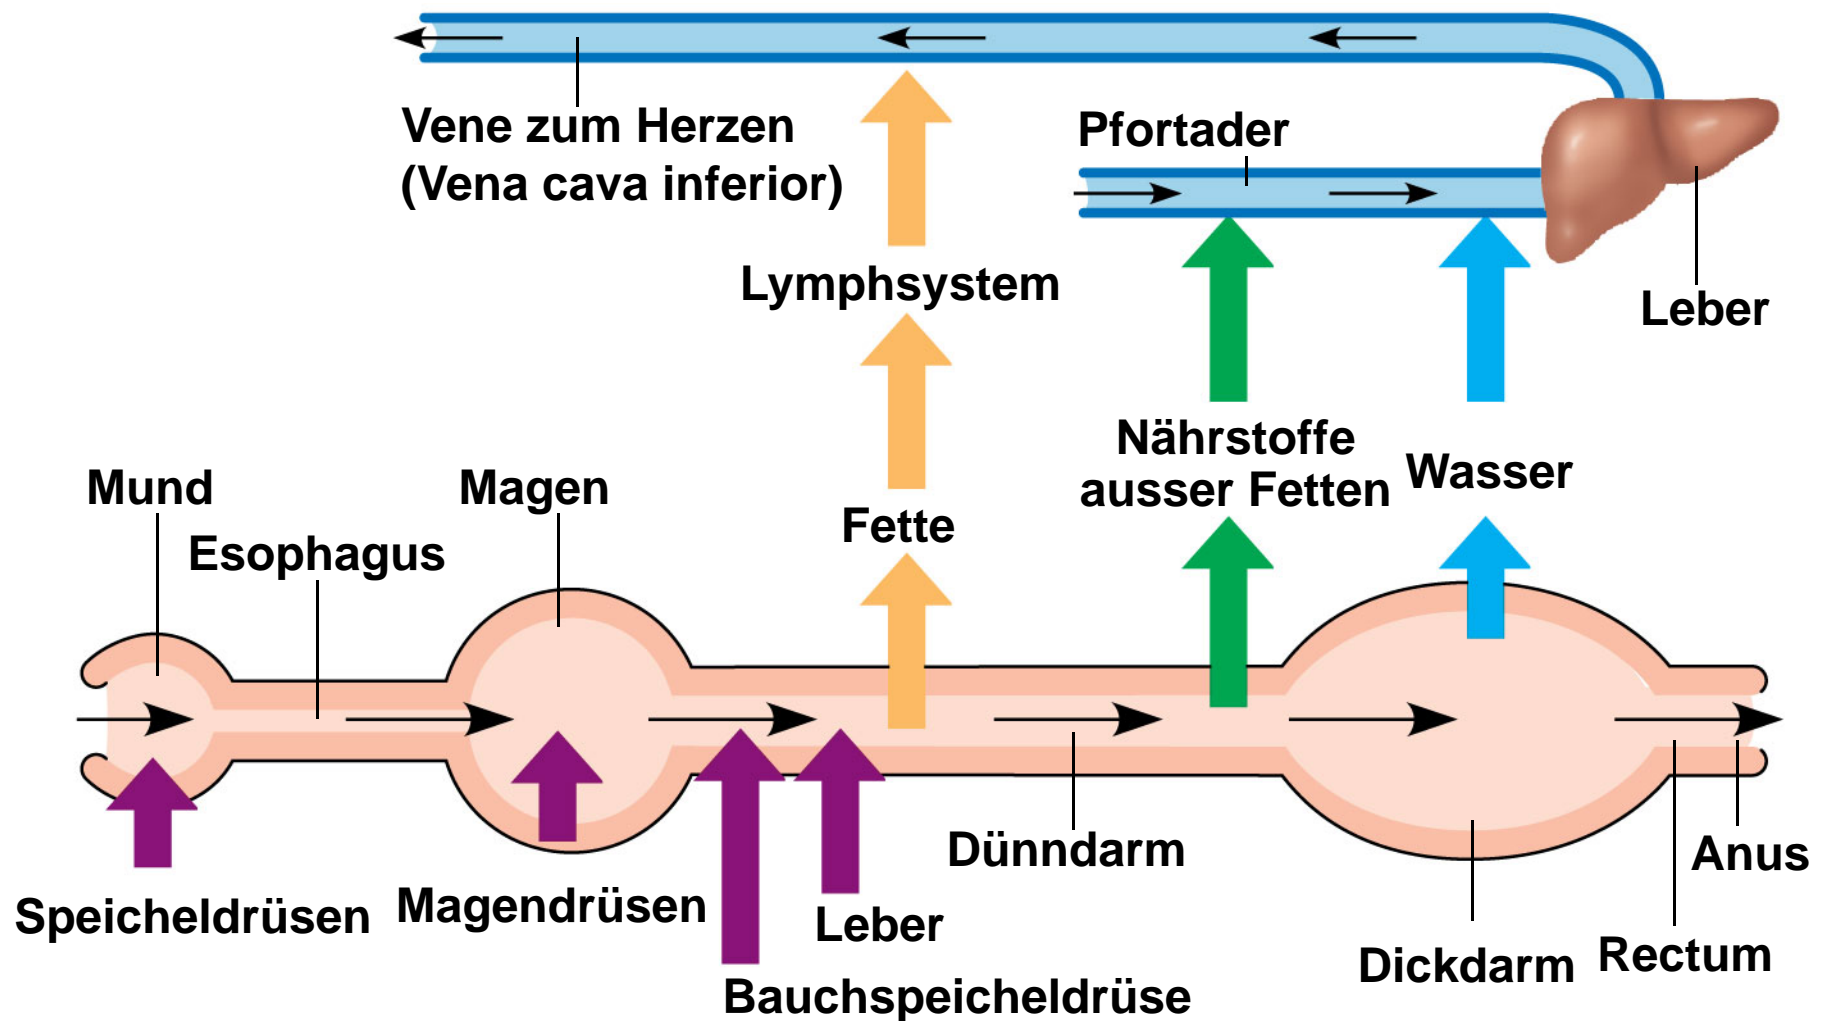 Vene zum Herzen
(Vena cava inferior)
Pfortader
Lymphsystem
Leber
Nährstoffe
ausser Fetten
Wasser
Mund
Magen
Fette
Esophagus
Dünndarm
Anus
Speicheldrüsen
Magendrüsen
Leber
Dickdarm
Rectum
Bauchspeicheldrüse